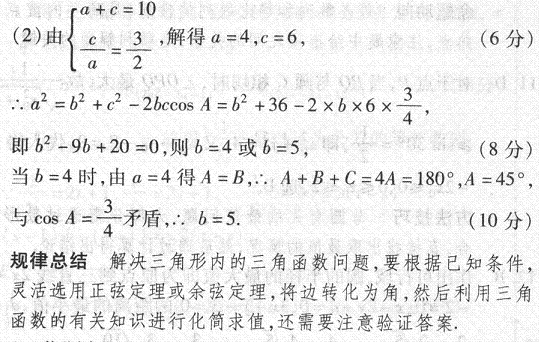 (2)由{a+c=10
c/a=3/2,解得 a=4,c=6, (6 分)
∴ a²=b²+c²-2bccos A=b²+36-2×b×6×3/4,
即 b²-9b+20=0,则 b=4 或 b=5, (8 分)
当 b=4 时,由 a=4 得 A=B,∴ A+B+C=4A=180°,A=45°,
与 cos A=3/4矛盾,∴ b=5. (10 分)
规律总结 解决三角形内的三角函数问题,要根据已知条件,
灵活选用正弦定理或余弦定理,将边转化为角,然后利用三角
函数的有关知识进行化简求值,还需要注意验证答案.